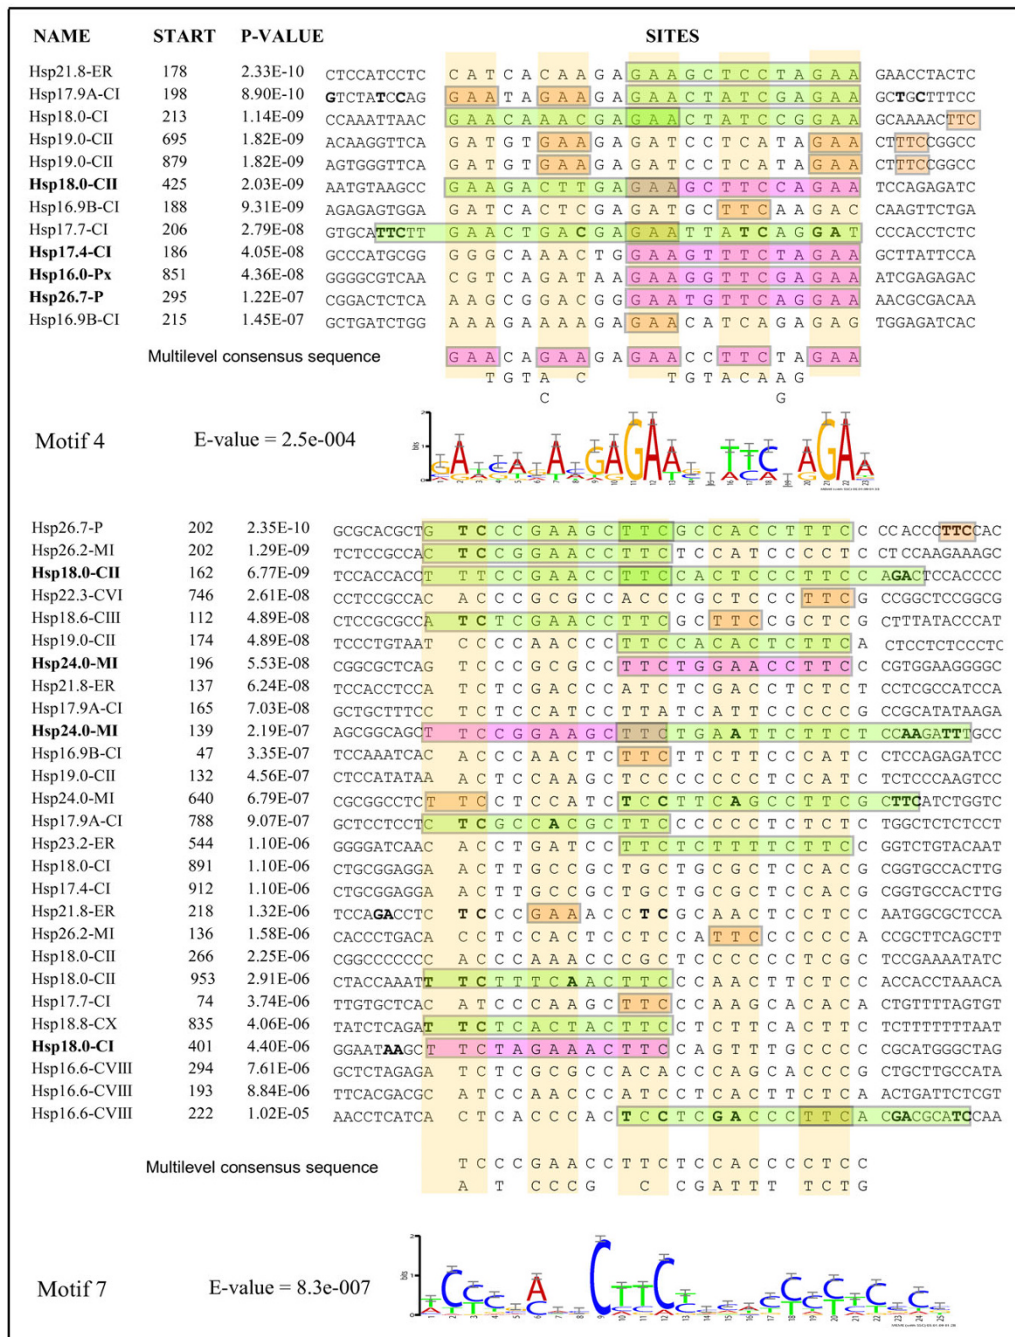 NAME START P-VALUE SITES
Hsp21.8-ER 178 2.33E-10 CTCCATCCTC CATCACAAGAGAAGCTCCTAGAA GAACCTACTC
Hsp17.9A-CI 198 8.90E-10 GTCTATCCAG GAATAGAAGAGAACTATCGAGAA GCTGCTTTCC
Hsp18.0-CI 213 1.14E-09 CCAAATTAAC GAACAAACGAGAACTATCCGGAA GCAAAACTTC
Hsp19.0-CII 695 1.82E-09 ACAAGGTTCA GATGTGAAGAGATCCTCATAGAA CTTTCCGGCC
Hsp19.0-CII 879 1.82E-09 AGTGGGTTCA GATGTGAAGAGATCCTCATAGAA CTTTCCGGCC
Hsp18.0-CII 425 2.03E-09 AATGTAAGCC GAAGACTTGAGAAGCTTCCAGAA TCCAGAGATC
Hsp16.9B-CI 188 9.31E-09 AGAGAGTGGA GATCACTCGAGATGCTTCAAGAC CAAGTTCTGA
Hsp17.7-CI 206 2.79E-08 GTGCATTCTT GAACTGACGAGAATTATCAGGAT CCCACCTCTC
Hsp17.4-CI 186 4.05E-08 GCCCATGCGG GGGCAAACTGGAAGTTTCTAGAA GCTTATTCCA
Hsp16.0-Px 851 4.36E-08 GGGGCGTCAA CGTCAGATAAGAAGGTTCGAGAA ATCGAGAGAC
Hsp26.7-P 295 1.22E-07 CGGACTCTCA AAGCGGACGGGAATGTTCAGGAA AACGCGACAA
Hsp16.9B-CI 215 1.45E-07 GCTGATCTGG AAAGAAAAGAGAACATCAGAGAG TGGAGATCAC
Multilevel consensus sequence GAACAGAAGAGAACCTTCTAGAA
TGTA C TGTACAAG
C G
Motif 4 E-value = 2.5e-004
Hsp26.7-P 202 2.35E-10 GCGCACGCTG TCCCGAAGCTTCGCCACCTTTC CCCACCCTTCCAC
Hsp26.2-MI 202 1.29E-09 TCTCCGCCAC TCCCGGAACCTTCTCCATCCCCT CCTCCAAGAAAGC
Hsp18.0-CII 162 6.77E-09 TCCACCACCT TTCCGAACCTTCCACTCCCTTCC AGACTCCACCCC
Hsp22.3-CVI 746 2.61E-08 CCTCCGCCAC ACCCGCGCCACCCGCTCCCTTC GCCGGCTCCGGCG
Hsp18.6-CIII 112 4.89E-08 CTCCGCGCCA TCTCGAACCTTCGCTTCCGCTCG CTTTATACCCAT
Hsp19.0-CII 174 4.89E-08 TCCCTGTAAT CCCCAACCCTTCCACACTCTTCA CTCCTCTCCCTC
Hsp24.0-MI 196 5.53E-08 CGGCGCTCAG TCCCGCGCCTTCTGGAACCTTCC CGTGGAAGGGGC
Hsp21.8-ER 137 6.24E-08 TCCACCTCCA TCTCGACCCATCTCGACCTCTCT CCTCGCCATCCA
Hsp17.9A-CI 165 7.03E-08 GCTGCTTTCC TCTCCATCCTTATCATTCCCCCG CGCATATAAGA
Hsp24.0-MI 139 2.19E-07 AGCGGCAGCT TCCGGAAGCTTCTGAATTCTTCT CCAAGATTTGCC
Hsp16.9B-CI 47 3.35E-07 TCCAAATCAC ACCCAACTCTTCTTCTTCCCATC CTCCAGAGATCC
Hsp19.0-CII 132 4.56E-07 CTCCATATAA ACTCCAAGCTCCCCCCCTCCATC TCTCCCAAGTCC
Hsp24.0-MI 640 6.79E-07 CGCGGCCTCT TCCTCCATCTCCTTCAGCCTTCG CTTCATCTGGTC
Hsp17.9A-CI 788 9.07E-07 GCTCCTCCTC TCGCCACGCTTCCCCCCTCTCTC TGGCTCTCTCCT
Hsp23.2-ER 544 1.10E-06 GGGGATCAAC ACCTGATCCTTCTCTTTTCTTCC GGTCTGTACAAT
Hsp18.0-CI 891 1.10E-06 CTGCGGAGGA ACTTGCCGCTGCTGCGCTCCACG CGGTGCCACTTG
Hsp17.4-CI 912 1.10E-06 CTGCGGAGGA ACTTGCCGCTGCTGCGCTCCACG CGGTGCCACTTG
Hsp21.8-ER 218 1.32E-06 TCCAGACCTC TCCCGAAACCTCGCAACTCCTCC AATGGCGCTCCA
Hsp26.2-MI 136 1.58E-06 CACCCTGACA CCTCCACTCCTCCATTCCCCCCA CCGCTTCAGCTT
Hsp18.0-CII 266 2.25E-06 CGGCCCCCCC ACCCAAACCCGCTCCCCCCTCGC TCCGAAAATATC
Hsp18.0-CII 953 2.91E-06 CTACCAAATT TCTTTCAACTTCCCAACTTCTCC ACCACCTAAACA
Hsp17.7-CI 74 3.74E-06 TTGTGCTCAC ATCCCAAGCTTCCCAAGCACACA CTGTTTTAGTGT
Hsp18.8-CX 835 4.06E-06 TATCTCAGAT TCTCACTACTTCCTCTTCACTTC TCTTTTTTTAAT
Hsp18.0-CI 401 4.40E-06 GGAATAAGCT TCTAGAAACTTCCAGTTTGCCCC CGCATGGGCTAG
Hsp16.6-CVIII 294 7.61E-06 GCTCTAGAGA TCTCGCGCCACACCCAGCACCCG CTGCTTGCCATA
Hsp16.6-CVIII 193 8.84E-06 TTCACGACGC ATCCAACCCATCCTCACTTCTCA ACTGATTCTCGT
Hsp16.6-CVIII 222 1.02E-05 AACCTCATCA CTCACCCACTCCTCGACCCTTCA CGACGCATCCAA
Multilevel consensus sequence TCCCGAACCTTCTCCACCCCTCC
A T CCCG C CGATTT TCTG
Motif 7 E-value = 8.3e-007